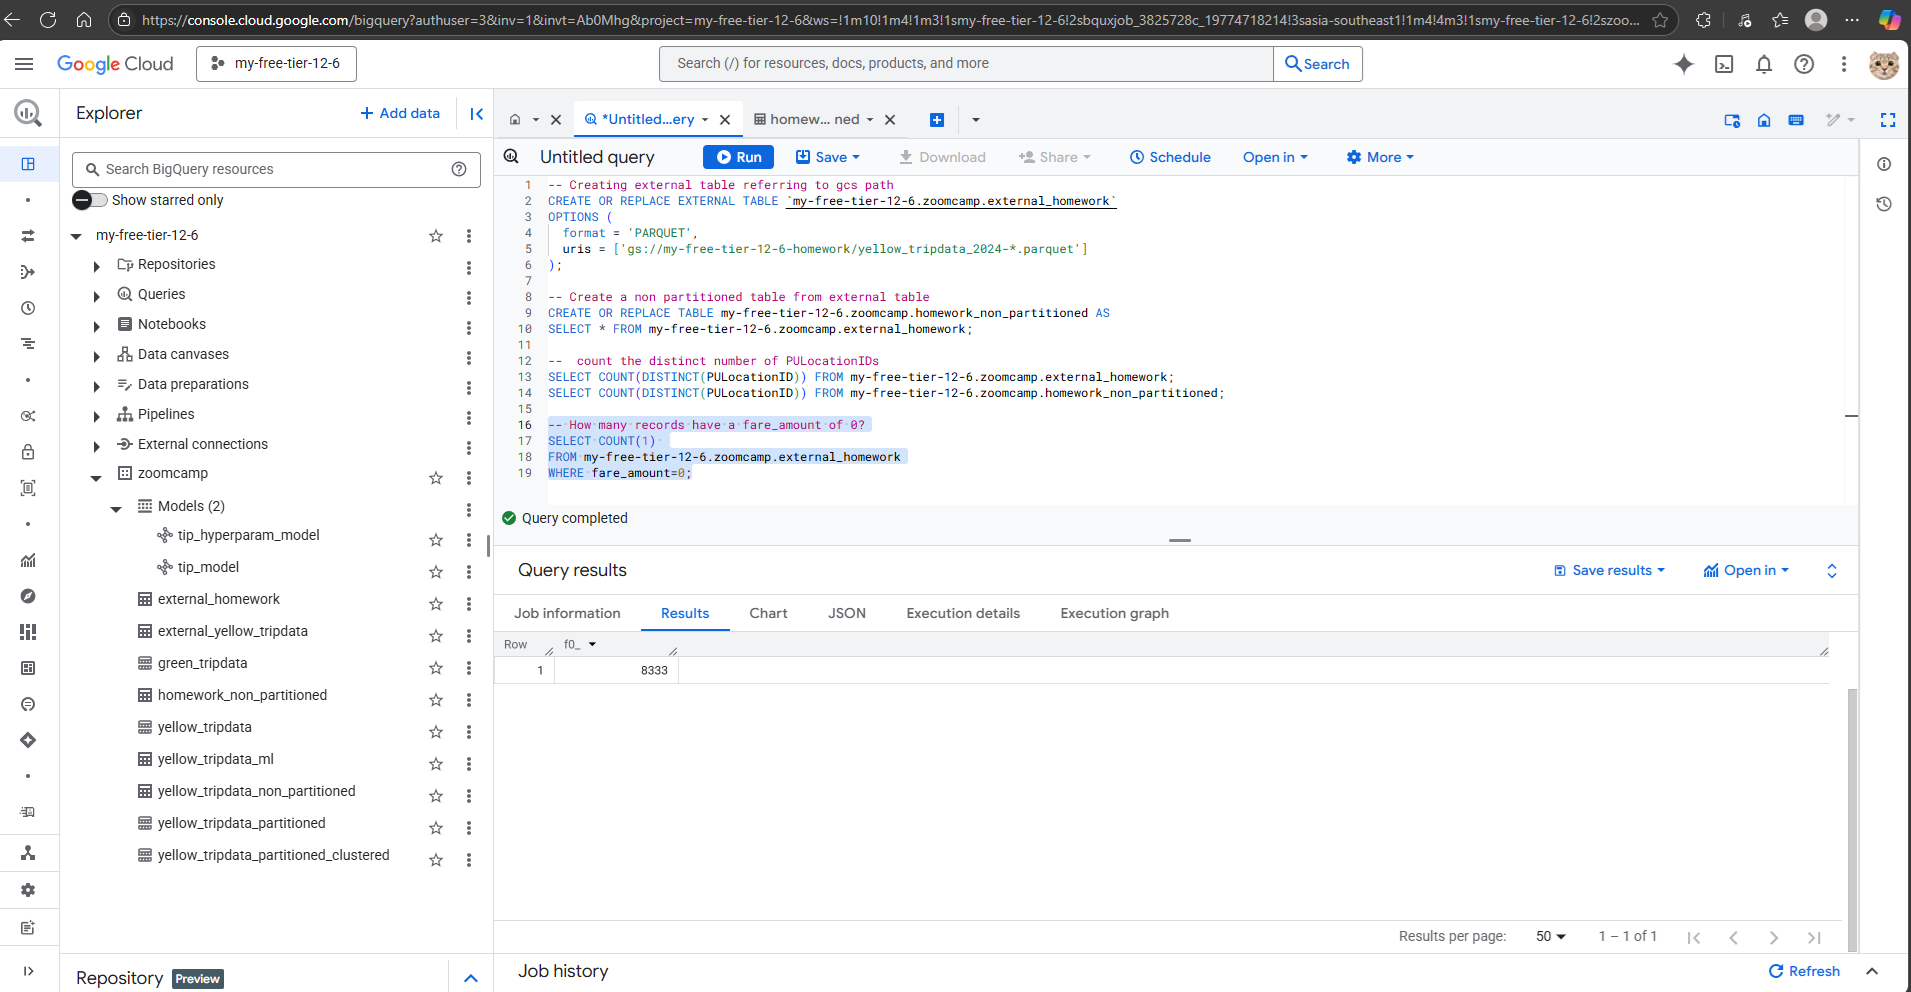 https://console.cloud.google.com/bigquery?authuser=3&inv=1&invt=Ab0Mhg&project=my-free-tier-12-6&ws=!1m10!1m4!1m3!1smy-free-tier-12-6!2sbquxjob_3825728c_19774718214!3sasia-southeast1!1m4!4m3!1smy-free-tier-12-6!2szoo...
Google Cloud
my-free-tier-12-6
Search (/) for resources, docs, products, and more
Search
Explorer
+ Add data
*Untitled...ery
homew... ned
Search BigQuery resources
Show starred only
Untitled query
Run
Save
Download
Share
Schedule
Open in
More
my-free-tier-12-6
Repositories
Queries
Notebooks
Data canvases
Data preparations
Pipelines
External connections
zoomcamp
Models (2)
tip_hyperparam_model
tip_model
external_homework
external_yellow_tripdata
green_tripdata
homework_non_partitioned
yellow_tripdata
yellow_tripdata_ml
yellow_tripdata_non_partitioned
yellow_tripdata_partitioned
yellow_tripdata_partitioned_clustered
Repository Preview
1 -- Creating external table referring to gcs path
2 CREATE OR REPLACE EXTERNAL TABLE `my-free-tier-12-6.zoomcamp.external_homework`
3 OPTIONS (
4 format = 'PARQUET',
5 uris = ['gs://my-free-tier-12-6-homework/yellow_tripdata_2024-*.parquet']
6 );
7
8 -- Create a non partitioned table from external table
9 CREATE OR REPLACE TABLE my-free-tier-12-6.zoomcamp.homework_non_partitioned AS
10 SELECT * FROM my-free-tier-12-6.zoomcamp.external_homework;
11
12 -- count the distinct number of PULocationIDs
13 SELECT COUNT(DISTINCT(PULocationID)) FROM my-free-tier-12-6.zoomcamp.external_homework;
14 SELECT COUNT(DISTINCT(PULocationID)) FROM my-free-tier-12-6.zoomcamp.homework_non_partitioned;
15
16 -- How many records have a fare_amount of 0?
17 SELECT COUNT(1)
18 FROM my-free-tier-12-6.zoomcamp.external_homework
19 WHERE fare_amount=0;
Query completed
Query results
Save results
Open in
Job information
Results
Chart
JSON
Execution details
Execution graph
Row f0_
1 8333
Results per page: 50 1 – 1 of 1
Job history
Refresh